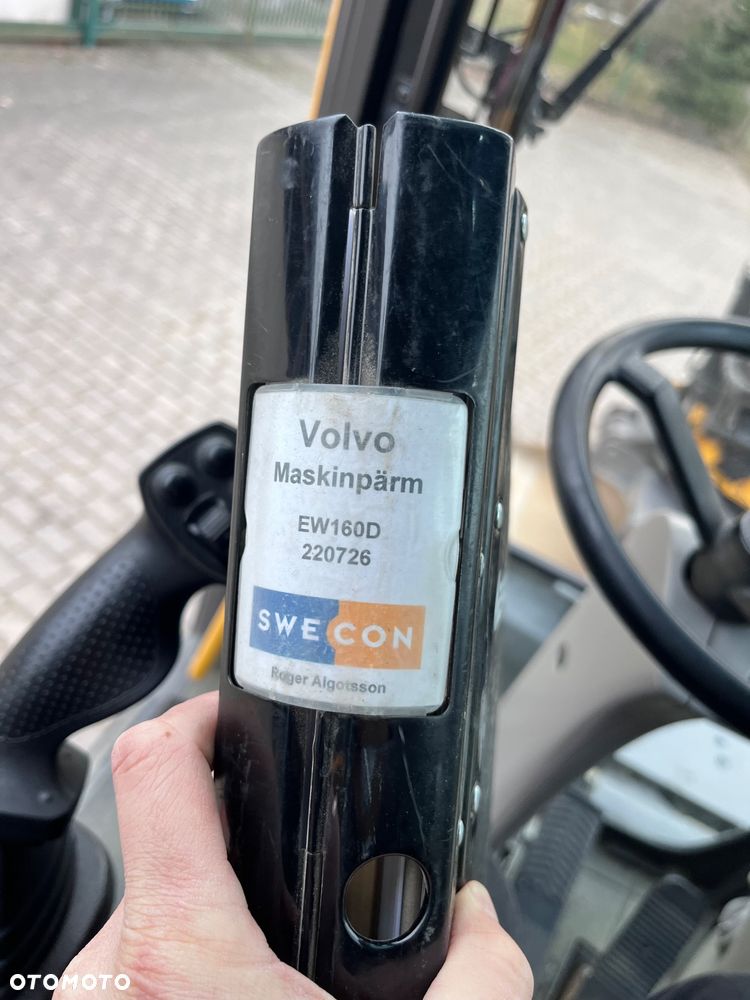 Volvo
Maskinpärm
EW160D
220726
SWECON
Roger Algotsson
OTOMOTO